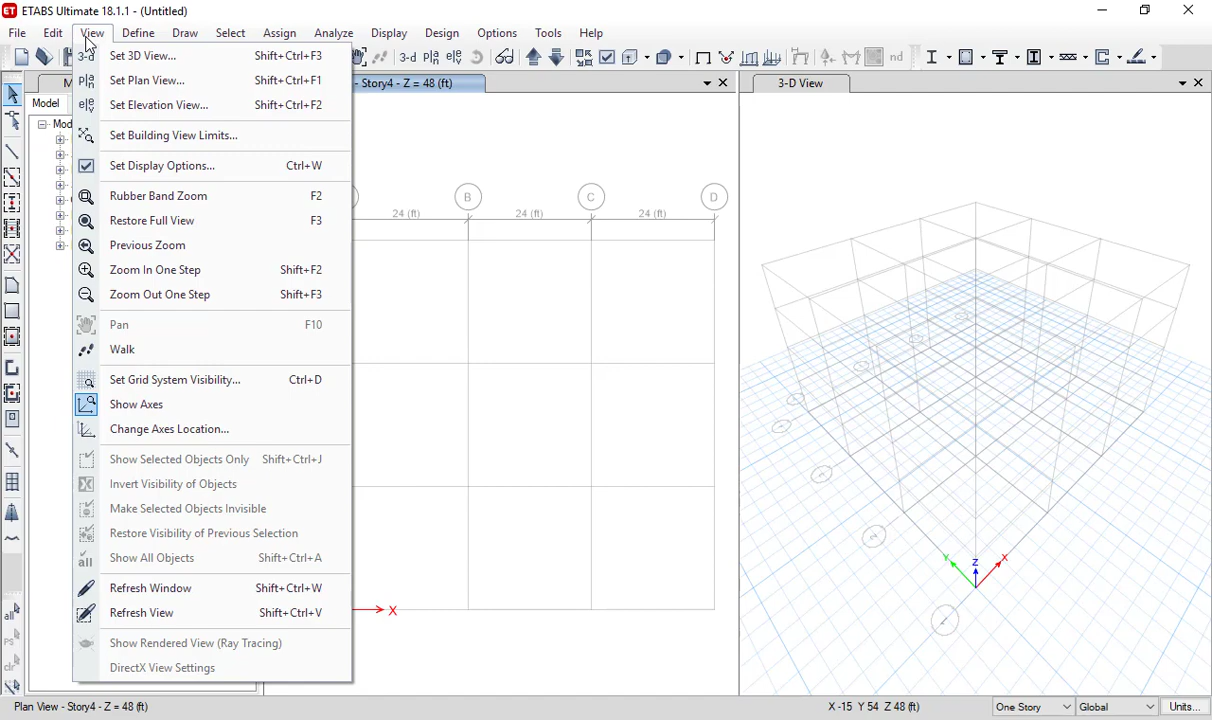 ETABS Ultimate 18.1.1 - (Untitled)
File Edit View Define Draw Select Assign Analyze Display Design Options Tools Help
3-d nd
Story4 - Z = 48 (ft)
3-D View
Model
Set 3D View... Shift+Ctrl+F3
Set Plan View... Shift+Ctrl+F1
Set Elevation View... Shift+Ctrl+F2
Set Building View Limits...
Set Display Options... Ctrl+W
Rubber Band Zoom F2
Restore Full View F3
Previous Zoom
Zoom In One Step Shift+F2
Zoom Out One Step Shift+F3
Pan F10
Walk
Set Grid System Visibility... Ctrl+D
Show Axes
Change Axes Location...
Show Selected Objects Only Shift+Ctrl+J
Invert Visibility of Objects
Make Selected Objects Invisible
Restore Visibility of Previous Selection
all Show All Objects Shift+Ctrl+A
Refresh Window Shift+Ctrl+W
Refresh View Shift+Ctrl+V
Show Rendered View (Ray Tracing)
DirectX View Settings
B C D
24 (ft) 24 (ft) 24 (ft)
X
Y Z X
Plan View - Story4 - Z = 48 (ft)
X -15 Y 54 Z 48 (ft)
One Story Global Units...